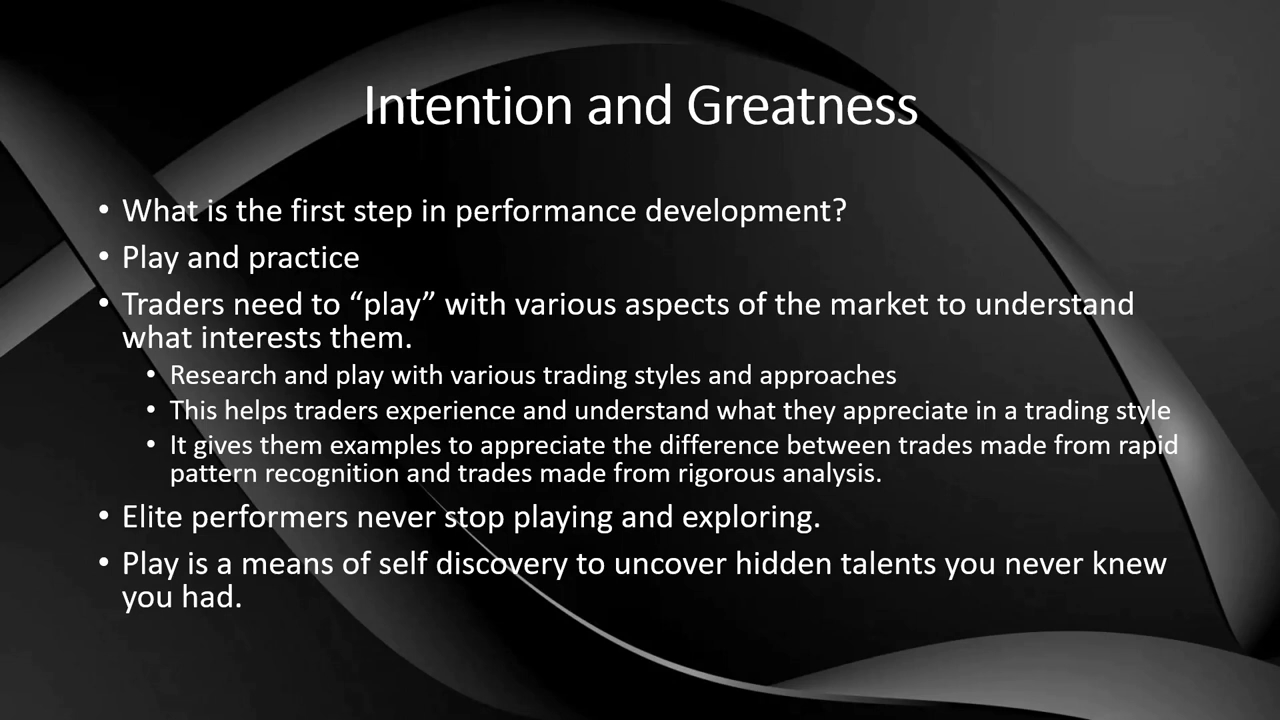 Intention and Greatness
• What is the first step in performance development?
• Play and practice
• Traders need to “play” with various aspects of the market to understand
what interests them.
• Research and play with various trading styles and approaches
• This helps traders experience and understand what they appreciate in a trading style
• It gives them examples to appreciate the difference between trades made from rapid
pattern recognition and trades made from rigorous analysis.
• Elite performers never stop playing and exploring.
• Play is a means of self discovery to uncover hidden talents you never knew
you had.